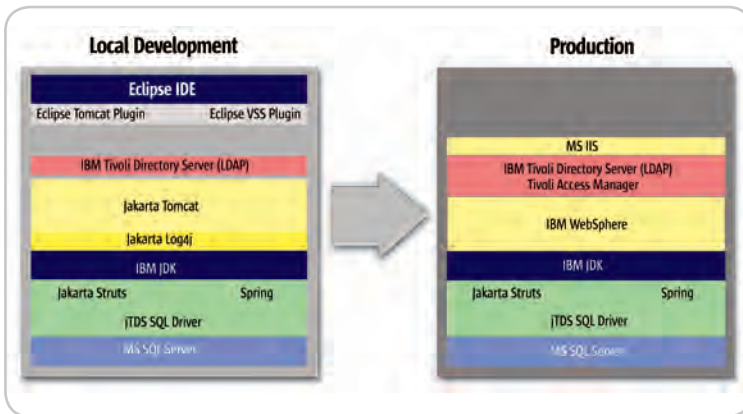 Local Development
Eclipse IDE
Eclipse Tomcat Plugin Eclipse VSS Plugin
IBM Tivoli Directory Server (LDAP)
Jakarta Tomcat
Jakarta Log4j
IBM JDK
Jakarta Struts Spring
jTDS SQL Driver
MS SQL Server
Production
MS IIS
IBM Tivoli Directory Server (LDAP)
Tivoli Access Manager
IBM WebSphere
IBM JDK
Jakarta Struts Spring
jTDS SQL Driver
MS SQL Server